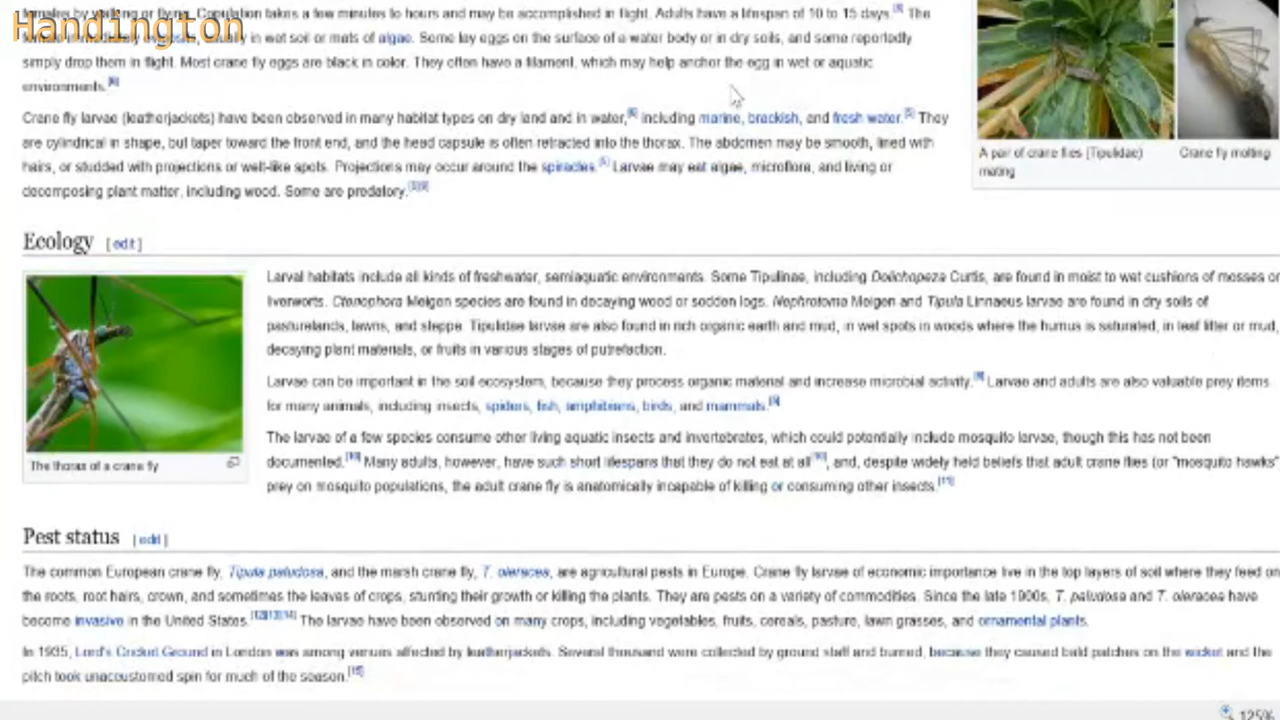 Handington
females by walking or flying. Copulation takes a few minutes to hours and may be accomplished in flight. Adults have a lifespan of 10 to 15 days.[8] The
in wet soil or mats of algae. Some lay eggs on the surface of a water body or in dry soils, and some reportedly
simply drop them in flight. Most crane fly eggs are black in color. They often have a filament, which may help anchor the egg in wet or aquatic
environments.
Crane fly larvae (leatherjackets) have been observed in many habitat types on dry land and in water, including marine, brackish, and fresh water. They
are cylindrical in shape, but taper toward the front end, and the head capsule is often retracted into the thorax. The abdomen may be smooth, lined with
hairs, or studded with projections or welt-like spots. Projections may occur around the spiracles. Larvae may eat algae, microflora, and living or
decomposing plant matter, including wood. Some are predatory.
A pair of crane flies (Tipulidae)
mating
Crane fly molting
Ecology [edit]
Larval habitats include all kinds of freshwater, semiaquatic environments. Some Tipulinae, including Dolichopeza Curtis, are found in moist to wet cushions of mosses or
liverworts. Ctenophora Meigen species are found in decaying wood or sodden logs. Nephrotoma Meigen and Tipula Linnaeus larvae are found in dry soils of
pasturelands, lawns, and steppe. Tipulidae larvae are also found in rich organic earth and mud, in wet spots in woods where the humus is saturated, in leaf litter or mud,
decaying plant materials, or fruits in various stages of putrefaction.
Larvae can be important in the soil ecosystem, because they process organic material and increase microbial activity. Larvae and adults are also valuable prey items
for many animals, including insects, spiders, fish, amphibians, birds, and mammals.
The larvae of a few species consume other living aquatic insects and invertebrates, which could potentially include mosquito larvae, though this has not been
documented.[10] Many adults, however, have such short lifespans that they do not eat at all[10], and, despite widely held beliefs that adult crane flies (or "mosquito hawks"
prey on mosquito populations, the adult crane fly is anatomically incapable of killing or consuming other insects.[11]
The thorax of a crane fly
Pest status [edit]
The common European crane fly, Tipula paludosa, and the marsh crane fly, T. oleracea, are agricultural pests in Europe. Crane fly larvae of economic importance live in the top layers of soil where they feed on
the roots, root hairs, crown, and sometimes the leaves of crops, stunting their growth or killing the plants. They are pests on a variety of commodities. Since the late 1900s, T. paludosa and T. oleracea have
become invasive in the United States.[12][13][14] The larvae have been observed on many crops, including vegetables, fruits, cereals, pasture, lawn grasses, and ornamental plants.
In 1935, Lord's Cricket Ground in London was among venues affected by leatherjackets. Several thousand were collected by ground staff and burned, because they caused bald patches on the wicket and the
pitch took unaccustomed spin for much of the season.[15]
125%